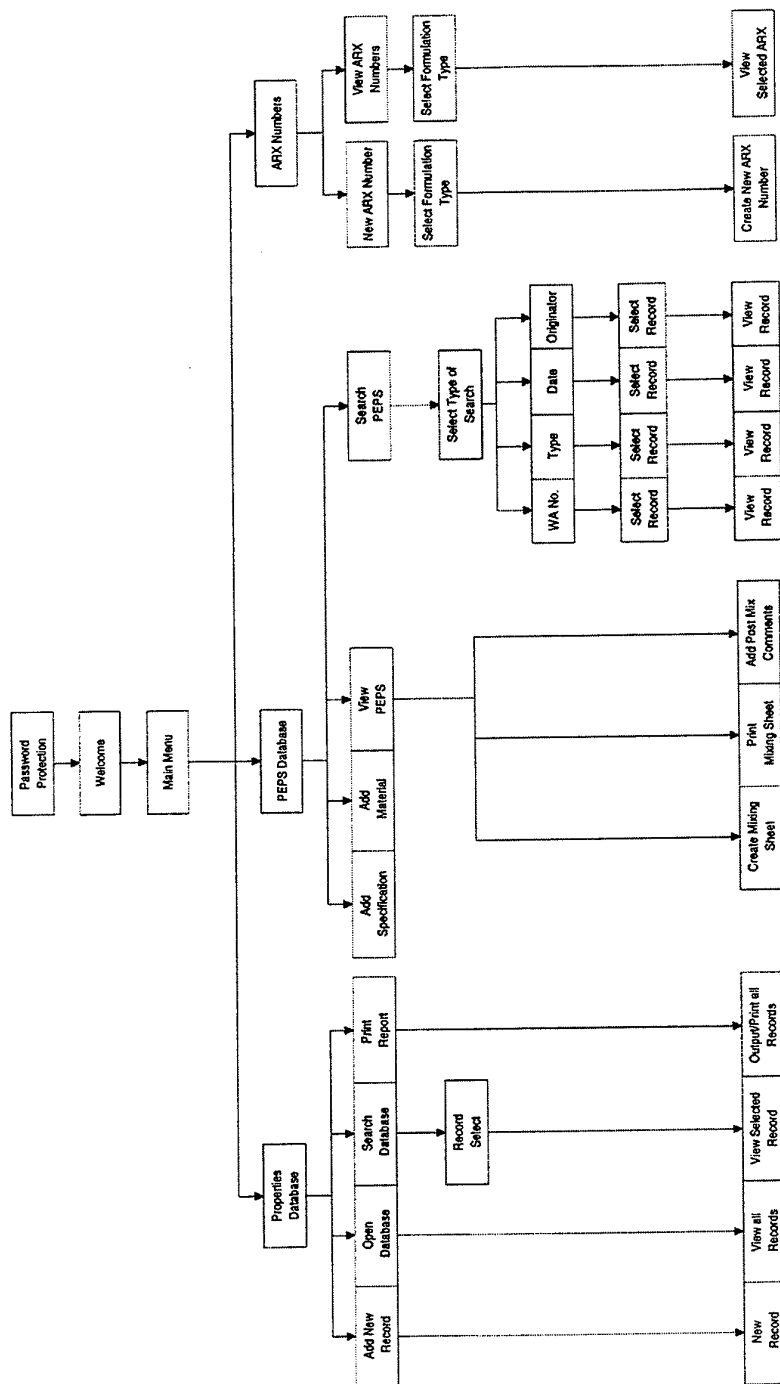 Password
Protection
Welcome
Main Menu
Properties
Database
PEPS Database
ARX Numbers
Add New
Record
Open
Database
Search
Database
Print
Report
Add
Specification
Add
Material
View
PEPS
Search
PEPS
New ARX Number
View ARX
Numbers
Record
Select
Select Type of
Search
Select Formulation
Type
Select Formulation
Type
WA No.
Type
Date
Originator
Select
Record
Select
Record
Select
Record
Select
Record
New
Record
View all
Records
View Selected
Record
Output/Print all
Records
Create Mixing
Sheet
Print
Mixing Sheet
Add Post Mix
Comments
View
Record
View
Record
View
Record
View
Record
Create New ARX
Number
View
Selected ARX